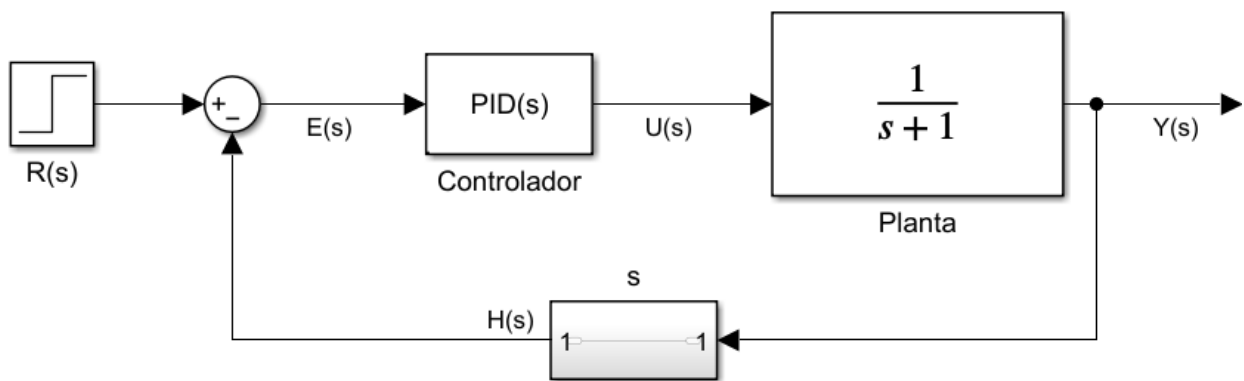 R(s)
+
−
E(s)
PID(s)
Controlador
U(s)
1
s + 1
Planta
Y(s)
s
H(s)
1
1